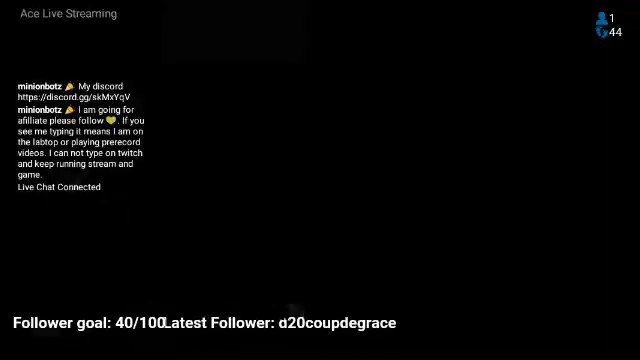 Ace Live Streaming
1
44
minionbotz My discord
https://discord.gg/skMxYqV
minionbotz I am going for
afilliate please follow 💚. If you
see me typing it means I am on
the labtop or playing prerecord
videos. I can not type on twitch
and keep running stream and
game.
Live Chat Connected
Follower goal: 40/100Latest Follower: d20coupdegrace